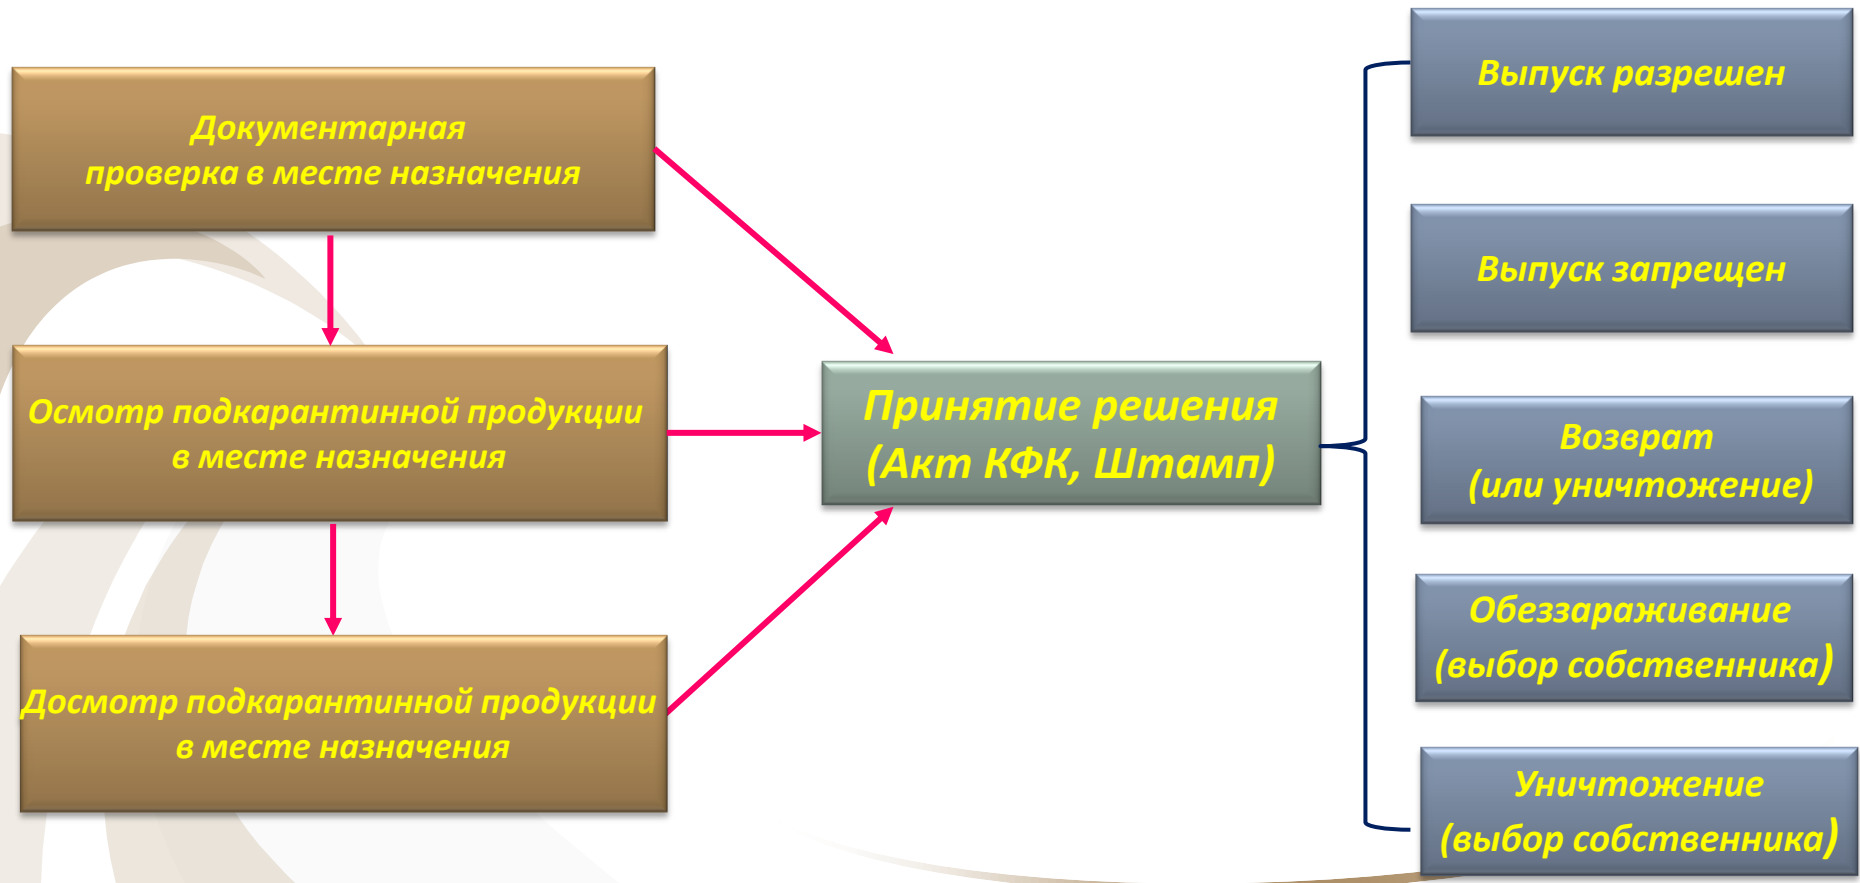 Документарная
проверка в месте назначения
Осмотр подкарантинной продукции
в месте назначения
Досмотр подкарантинной продукции
в месте назначения
Принятие решения
(Акт КФК, Штамп)
Выпуск разрешен
Выпуск запрещен
Возврат
(или уничтожение)
Обеззараживание
(выбор собственника)
Уничтожение
(выбор собственника)